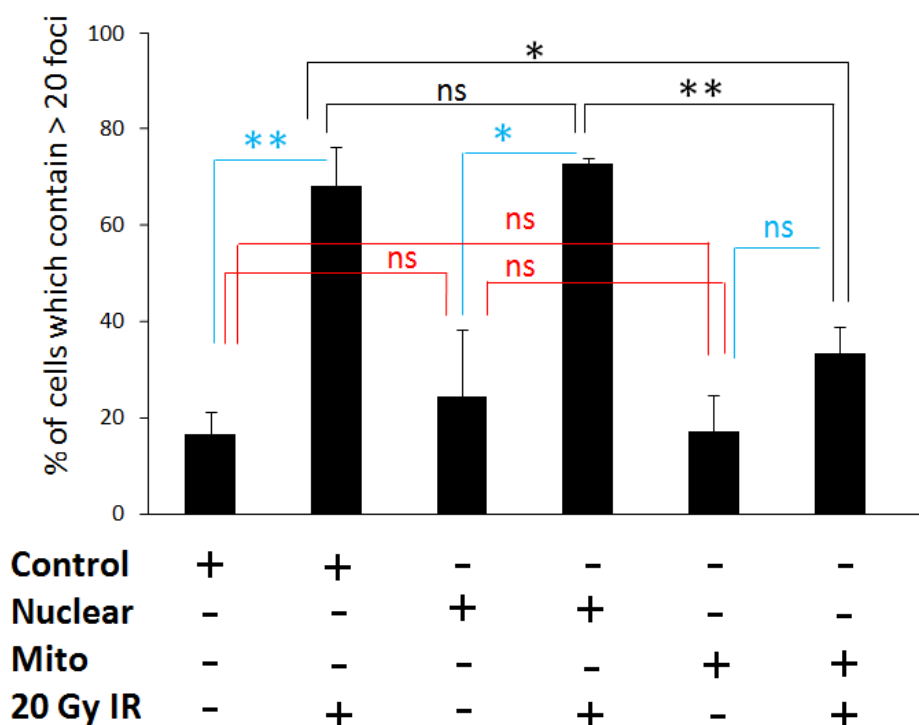 % of cells which contain > 20 foci
100
80
60
40
20
0
*
ns
**
**
*
ns
ns
ns
ns
Control + + - - - -
Nuclear - - + + - -
Mito - - - - + +
20 Gy IR - + - + - +